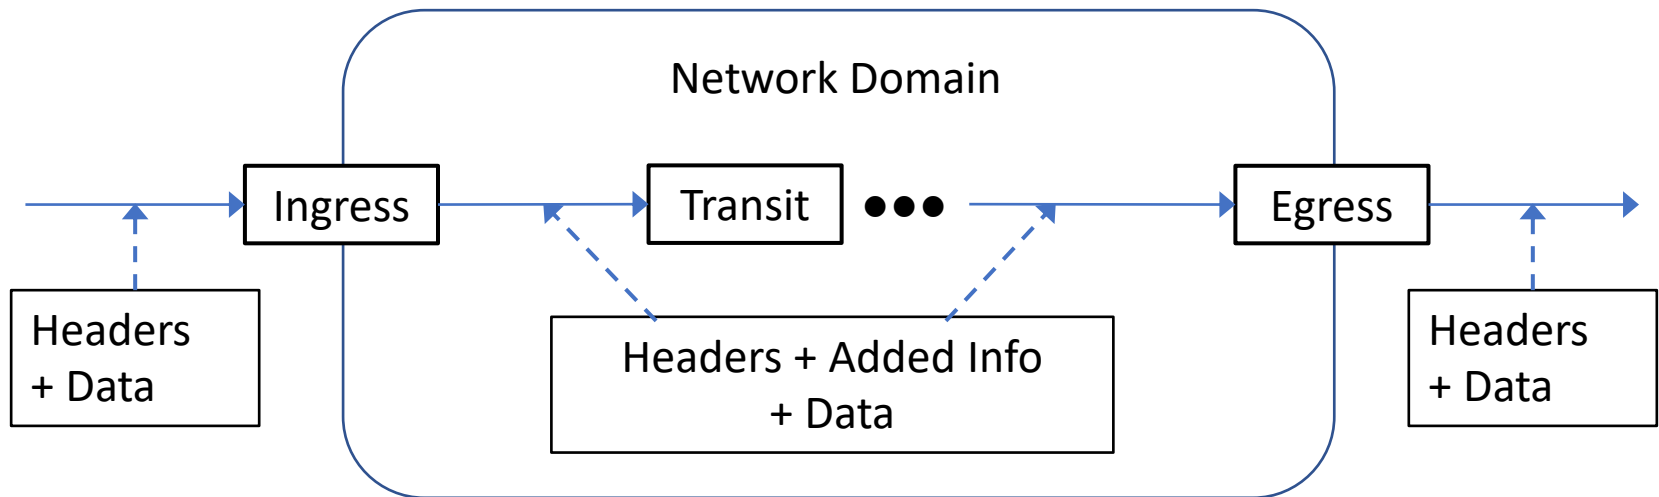 Network Domain
Ingress
Transit
Egress
Headers
+ Data
Headers + Added Info
+ Data
Headers
+ Data